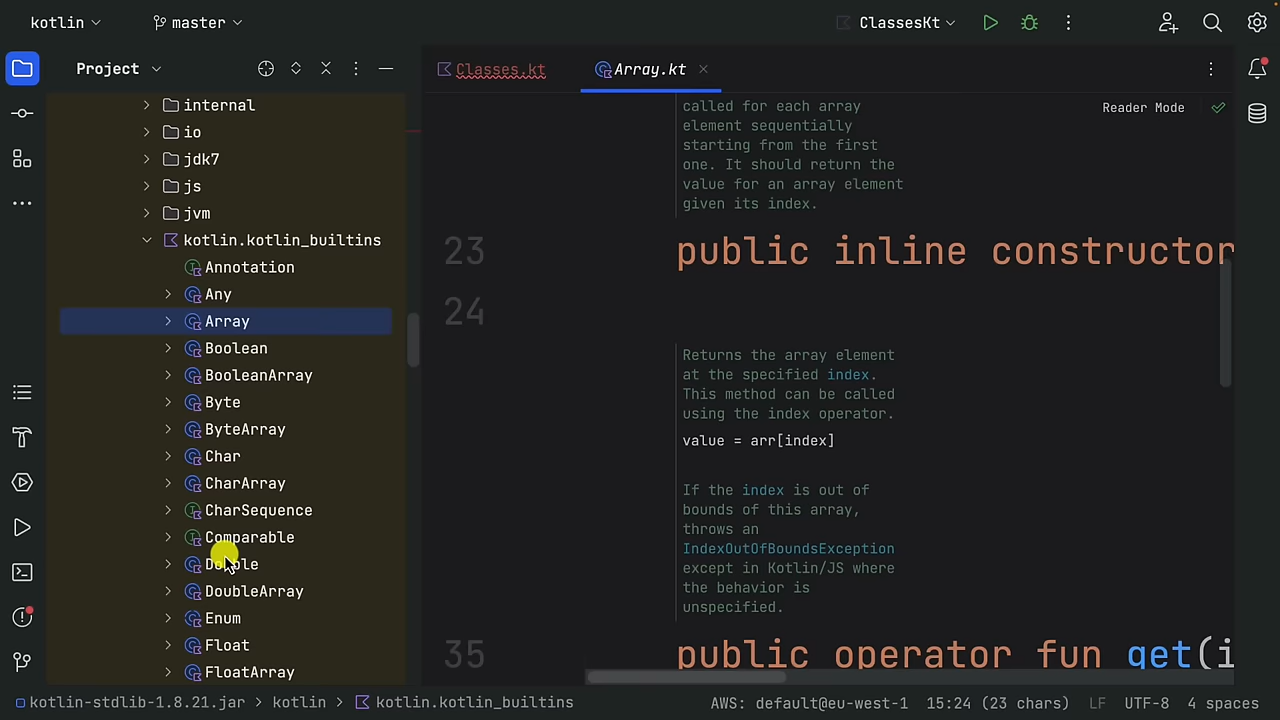 kotlin
master
ClassesKt
Project
Classes.kt
Array.kt
internal
io
jdk7
js
jvm
kotlin.kotlin_builtins
Annotation
Any
Array
Boolean
BooleanArray
Byte
ByteArray
Char
CharArray
CharSequence
Comparable
Double
DoubleArray
Enum
Float
FloatArray
Reader Mode
called for each array
element sequentially
starting from the first
one. It should return the
value for an array element
given its index.
23 public inline constructor
24
Returns the array element
at the specified index.
This method can be called
using the index operator.
value = arr[index]
If the index is out of
bounds of this array,
throws an
IndexOutOfBoundsException
except in Kotlin/JS where
the behavior is
unspecified.
35 public operator fun get(i
kotlin-stdlib-1.8.21.jar > kotlin > kotlin.kotlin_builtins
AWS: default@eu-west-1 15:24 (23 chars) LF UTF-8 4 spaces